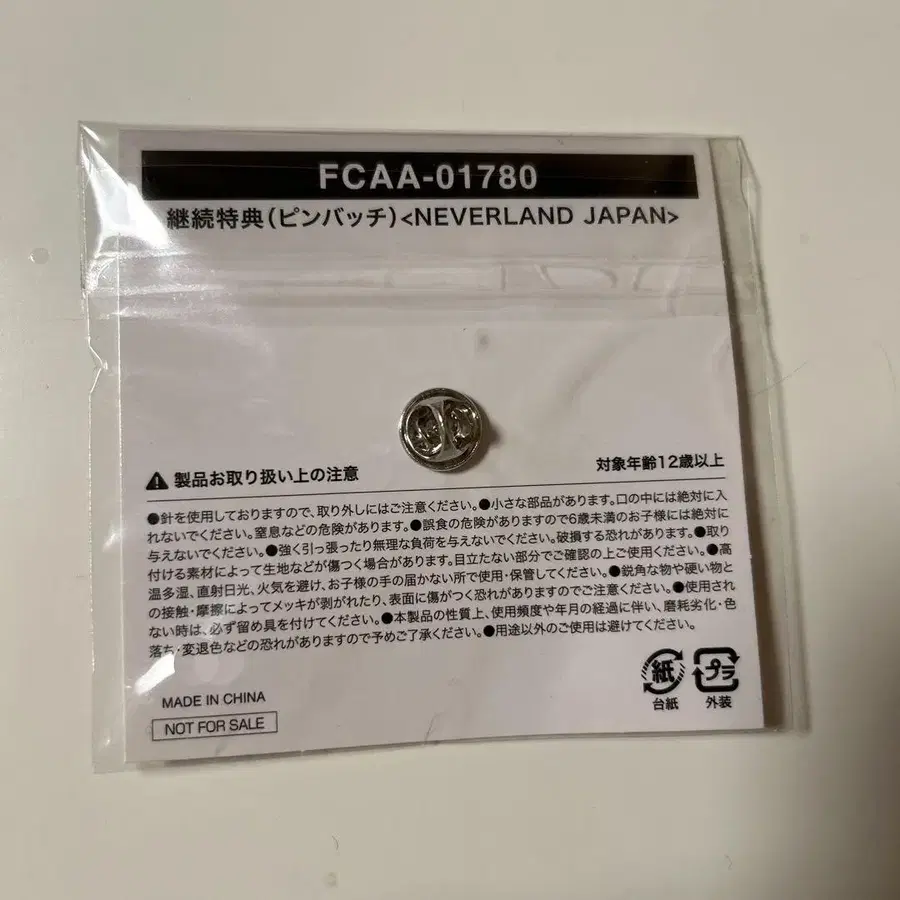 FCAA-01780
継続特典(ピンバッチ)<NEVERLAND JAPAN>
製品お取り扱い上の注意
対象年齢12歳以上
●針を使用しておりますので、取り外しにはご注意ください。●小さな部品があります。口の中には絶対に入
れないでください。窒息などの危険があります。●誤食の危険がありますので6歳未満のお子様には絶対に
与えないでください。●強く引っ張ったり無理な負荷を与えないでください。破損する恐れがあります。●取り
付ける素材によって生地などが傷つく場合があります。目立たない部分でご確認の上ご使用ください。●高
温多湿、直射日光、火気を避け、お子様の手の届かない所で使用・保管してください。●鋭角な物や硬い物と
の接触・摩擦によってメッキが剥がれたり、表面に傷がつく恐れがありますのでご注意ください。●使用され
ない時は、必ず留め具を付けてください。●本製品の性質上、使用頻度や年月の経過に伴い、磨耗劣化・色
落ち・変退色などの恐れがありますので予めご了承ください。●用途以外のご使用は避けてください。
紙 プラ
台紙 外装
MADE IN CHINA
NOT FOR SALE